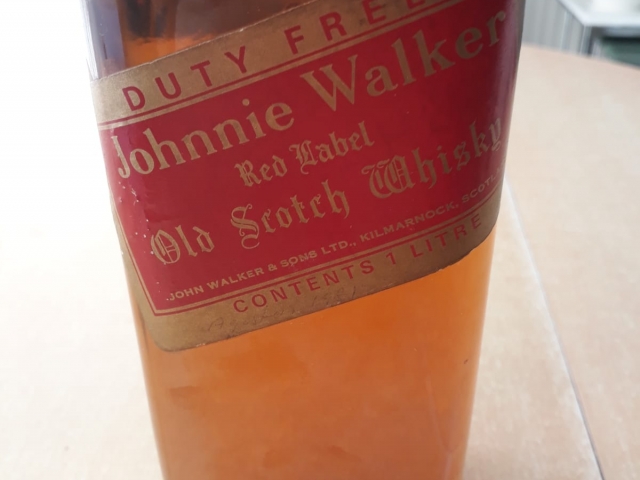 DUTY FREE
Johnnie Walker
Red Label
Old Scotch Whisky
JOHN WALKER & SONS LTD., KILMARNOCK, SCOTL
CONTENTS 1 LITRE